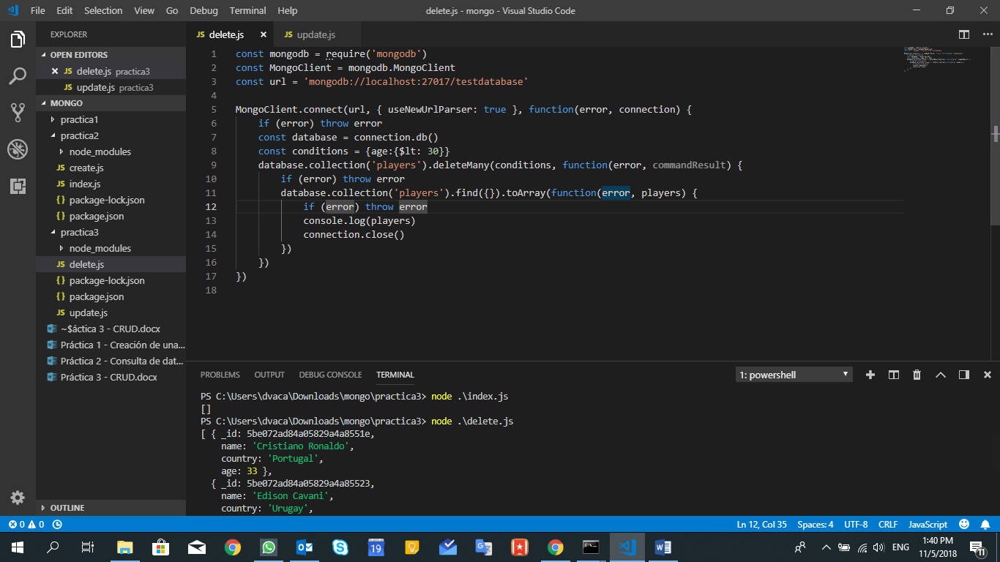 File Edit Selection View Go Debug Terminal Help
delete.js - mongo - Visual Studio Code
EXPLORER
OPEN EDITORS
JS delete.js practica3
JS update.js practica3
MONGO
practica1
practica2
node_modules
JS create.js
JS index.js
{} package-lock.json
{} package.json
practica3
node_modules
JS delete.js
{} package-lock.json
{} package.json
JS update.js
~$áctica 3 - CRUD.docx
Práctica 1 - Creación de una...
Práctica 2 - Consulta de dat...
Práctica 3 - CRUD.docx
OUTLINE
JS delete.js
JS update.js
1 const mongodb = require('mongodb')
2 const MongoClient = mongodb.MongoClient
3 const url = 'mongodb://localhost:27017/testdatabase'
4
5 MongoClient.connect(url, { useNewUrlParser: true }, function(error, connection) {
6 if (error) throw error
7 const database = connection.db()
8 const conditions = {age:{$lt: 30}}
9 database.collection('players').deleteMany(conditions, function(error, commandResult) {
10 if (error) throw error
11 database.collection('players').find({}).toArray(function(error, players) {
12 if (error) throw error
13 console.log(players)
14 connection.close()
15 })
16 })
17 })
18
PROBLEMS OUTPUT DEBUG CONSOLE TERMINAL
1: powershell
PS C:\Users\dvaca\Downloads\mongo\practica3> node .\index.js
[]
PS C:\Users\dvaca\Downloads\mongo\practica3> node .\delete.js
[ { _id: 5be072ad84a05829a4a8551e,
name: 'Cristiano Ronaldo',
country: 'Portugal',
age: 33 },
{ _id: 5be072ad84a05829a4a85523,
name: 'Edison Cavani',
country: 'Urugay',
0 0
Ln 12, Col 35 Spaces: 4 UTF-8 CRLF JavaScript
19
ENG
1:40 PM
11/5/2018
11